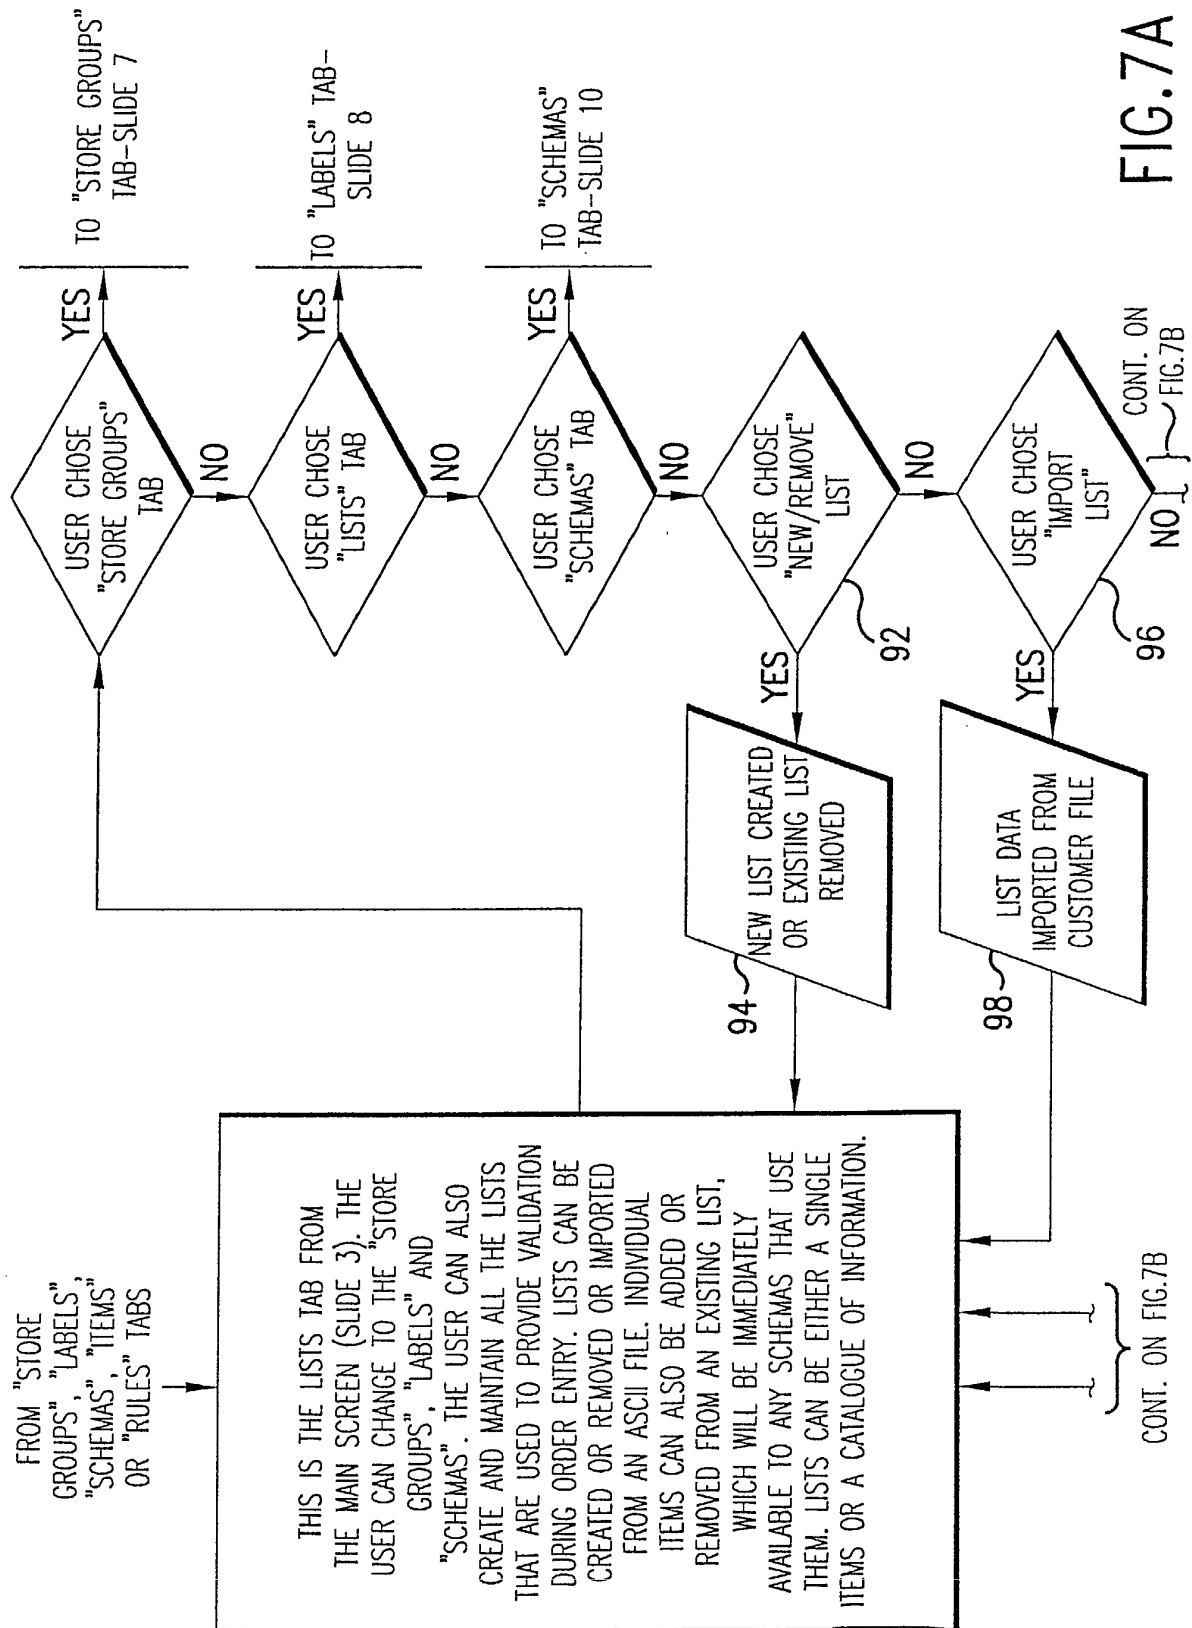 FROM "STORE
GROUPS", "LABELS",
"SCHEMAS", "ITEMS"
OR "RULES" TABS
THIS IS THE LISTS TAB FROM
THE MAIN SCREEN (SLIDE 3). THE
USER CAN CHANGE TO THE "STORE
GROUPS", "LABELS" AND
"SCHEMAS". THE USER CAN ALSO
CREATE AND MAINTAIN ALL THE LISTS
THAT ARE USED TO PROVIDE VALIDATION
DURING ORDER ENTRY. LISTS CAN BE
CREATED OR REMOVED OR IMPORTED
FROM AN ASCII FILE. INDIVIDUAL
ITEMS CAN ALSO BE ADDED OR
REMOVED FROM AN EXISTING LIST,
WHICH WILL BE IMMEDIATELY
AVAILABLE TO ANY SCHEMAS THAT USE
THEM. LISTS CAN BE EITHER A SINGLE
ITEMS OR A CATALOGUE OF INFORMATION.
CONT. ON FIG.7B
USER CHOSE
"STORE GROUPS"
TAB
YES
TO "STORE GROUPS"
TAB-SLIDE 7
NO
USER CHOSE
"LISTS" TAB
YES
TO "LABELS" TAB-
SLIDE 8
NO
USER CHOSE
"SCHEMAS" TAB
YES
TO "SCHEMAS"
TAB-SLIDE 10
NO
USER CHOSE
"NEW/REMOVE"
LIST
92
YES
NEW LIST CREATED
OR EXISTING LIST
REMOVED
94
NO
USER CHOSE
"IMPORT
LIST"
96
YES
LIST DATA
IMPORTED FROM
CUSTOMER FILE
98
NO
CONT. ON
FIG.7B
FIG.7A